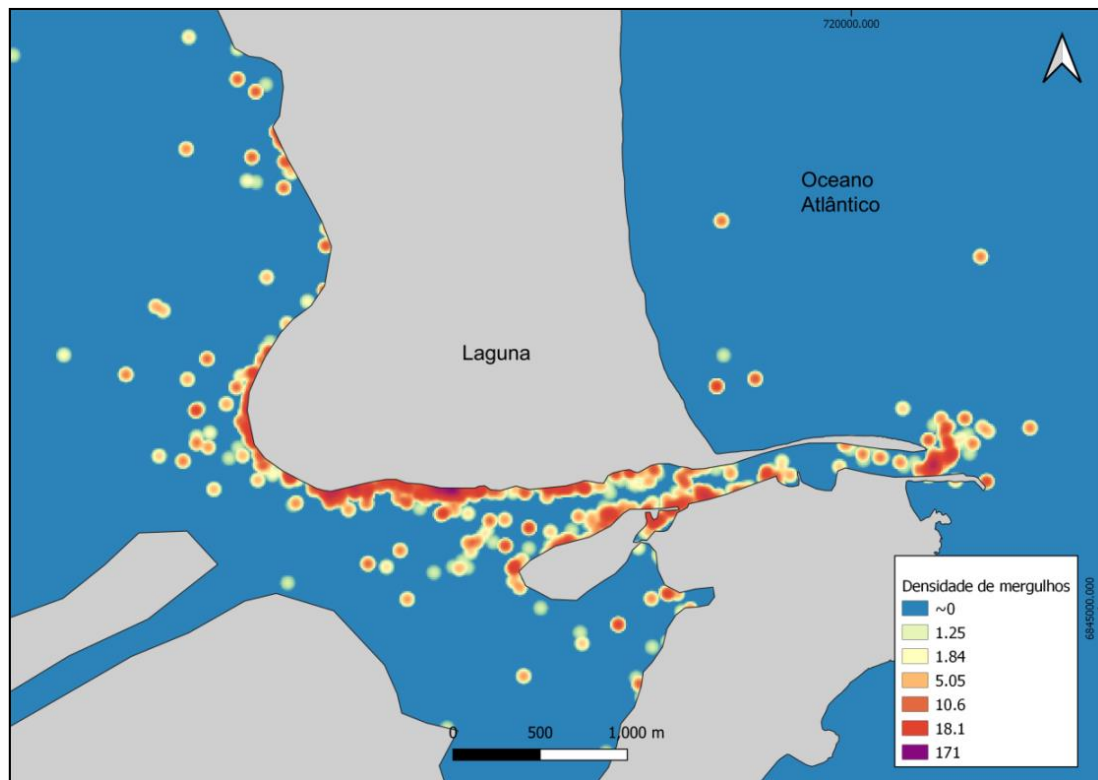 720000.000
Oceano
Atlântico
Laguna
Densidade de mergulhos
~0
1.25
1.84
5.05
10.6
18.1
171
6845000.000
0 500 1,000 m